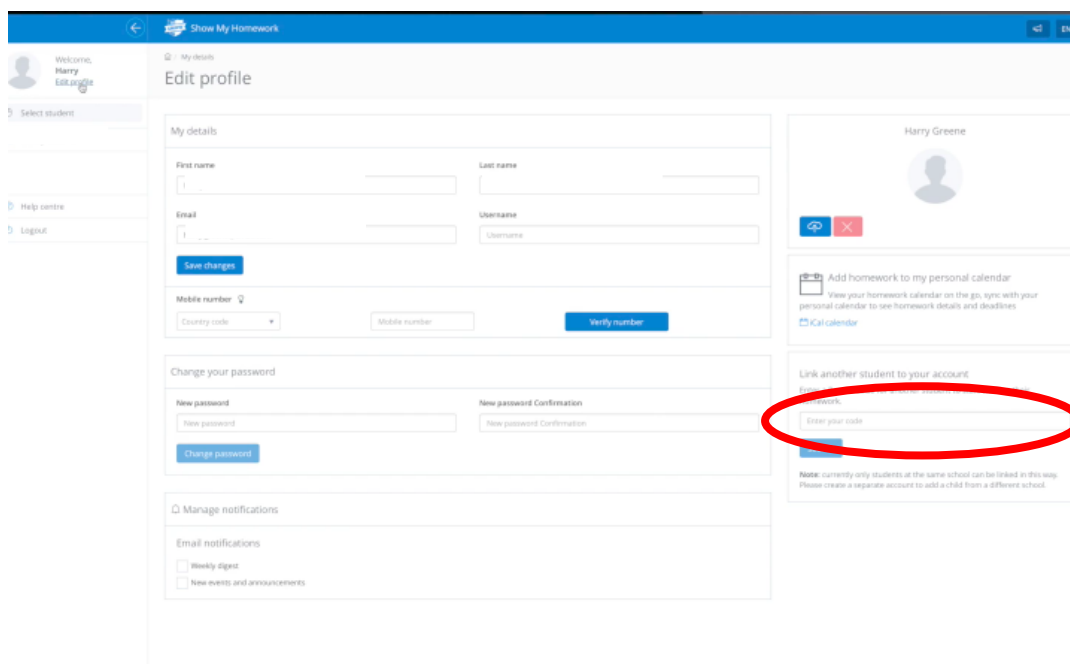 Show My Homework
EN
Welcome,
Harry
Edit profile
Select student
Help centre
Logout
/ My details
Edit profile
My details
First name
Last name
Email
Username
Username
Save changes
Mobile number
Country code
Mobile number
Verify number
Change your password
New password
New password Confirmation
New password
New password Confirmation
Change password
Manage notifications
Email notifications
Weekly digest
New events and announcements
Harry Greene
Add homework to my personal calendar
View your homework calendar on the go, sync with your
personal calendar to see homework details and deadlines
iCal calendar
Link another student to your account
Enter your code
Note: currently only students at the same school can be linked in this way.
Please create a separate account to add a child from a different school.